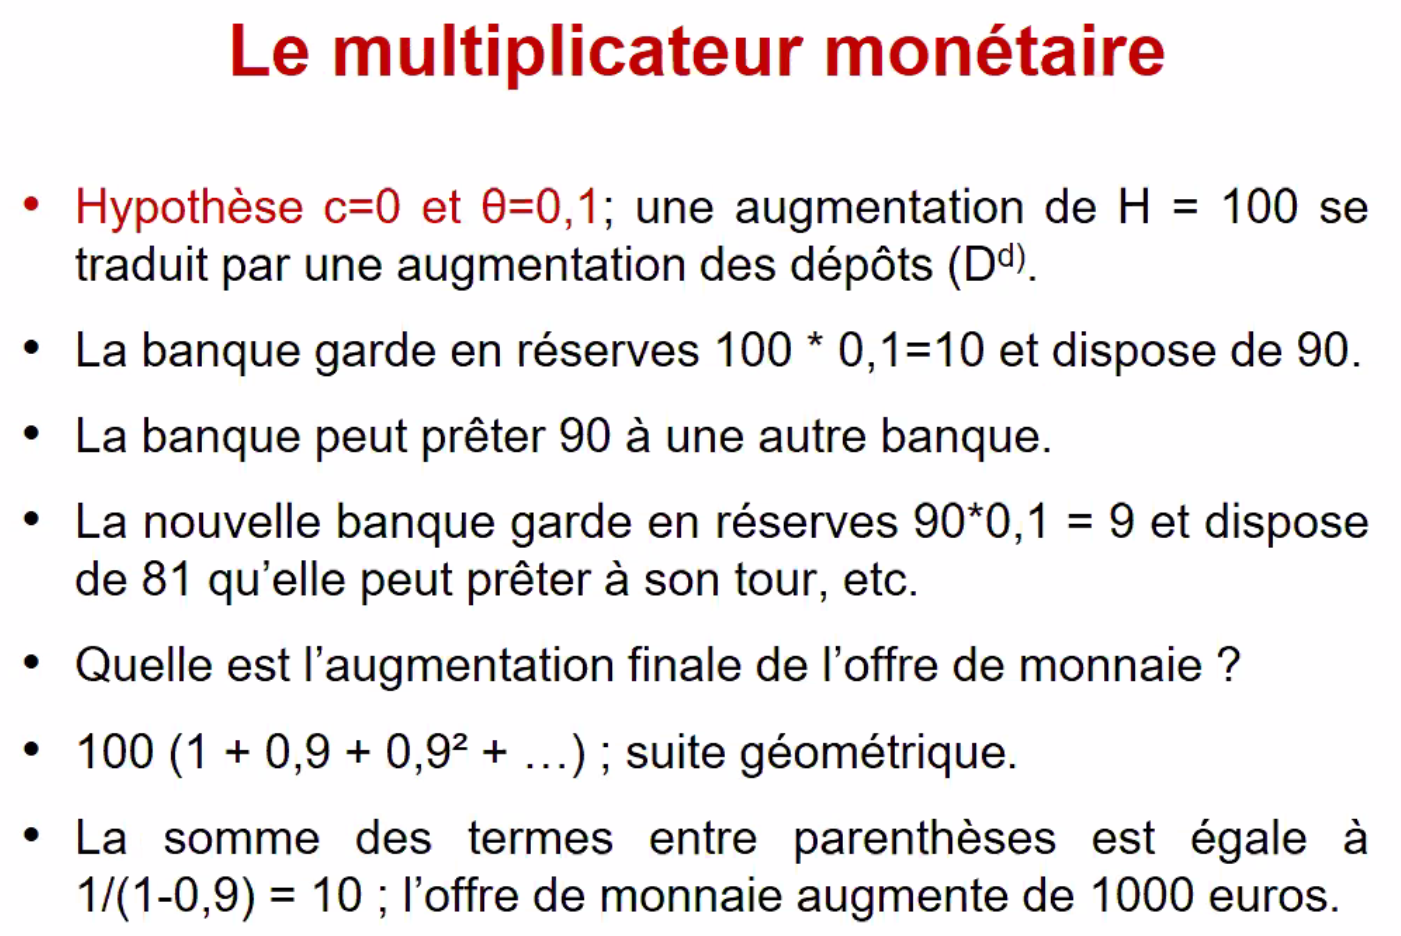 Le multiplicateur monétaire
• Hypothèse c=0 et θ=0,1; une augmentation de H = 100 se
traduit par une augmentation des dépôts (Dᵈ⁾.
• La banque garde en réserves 100 * 0,1=10 et dispose de 90.
• La banque peut prêter 90 à une autre banque.
• La nouvelle banque garde en réserves 90*0,1 = 9 et dispose
de 81 qu’elle peut prêter à son tour, etc.
• Quelle est l’augmentation finale de l’offre de monnaie ?
• 100 (1 + 0,9 + 0,9² + …) ; suite géométrique.
• La somme des termes entre parenthèses est égale à
1/(1-0,9) = 10 ; l’offre de monnaie augmente de 1000 euros.